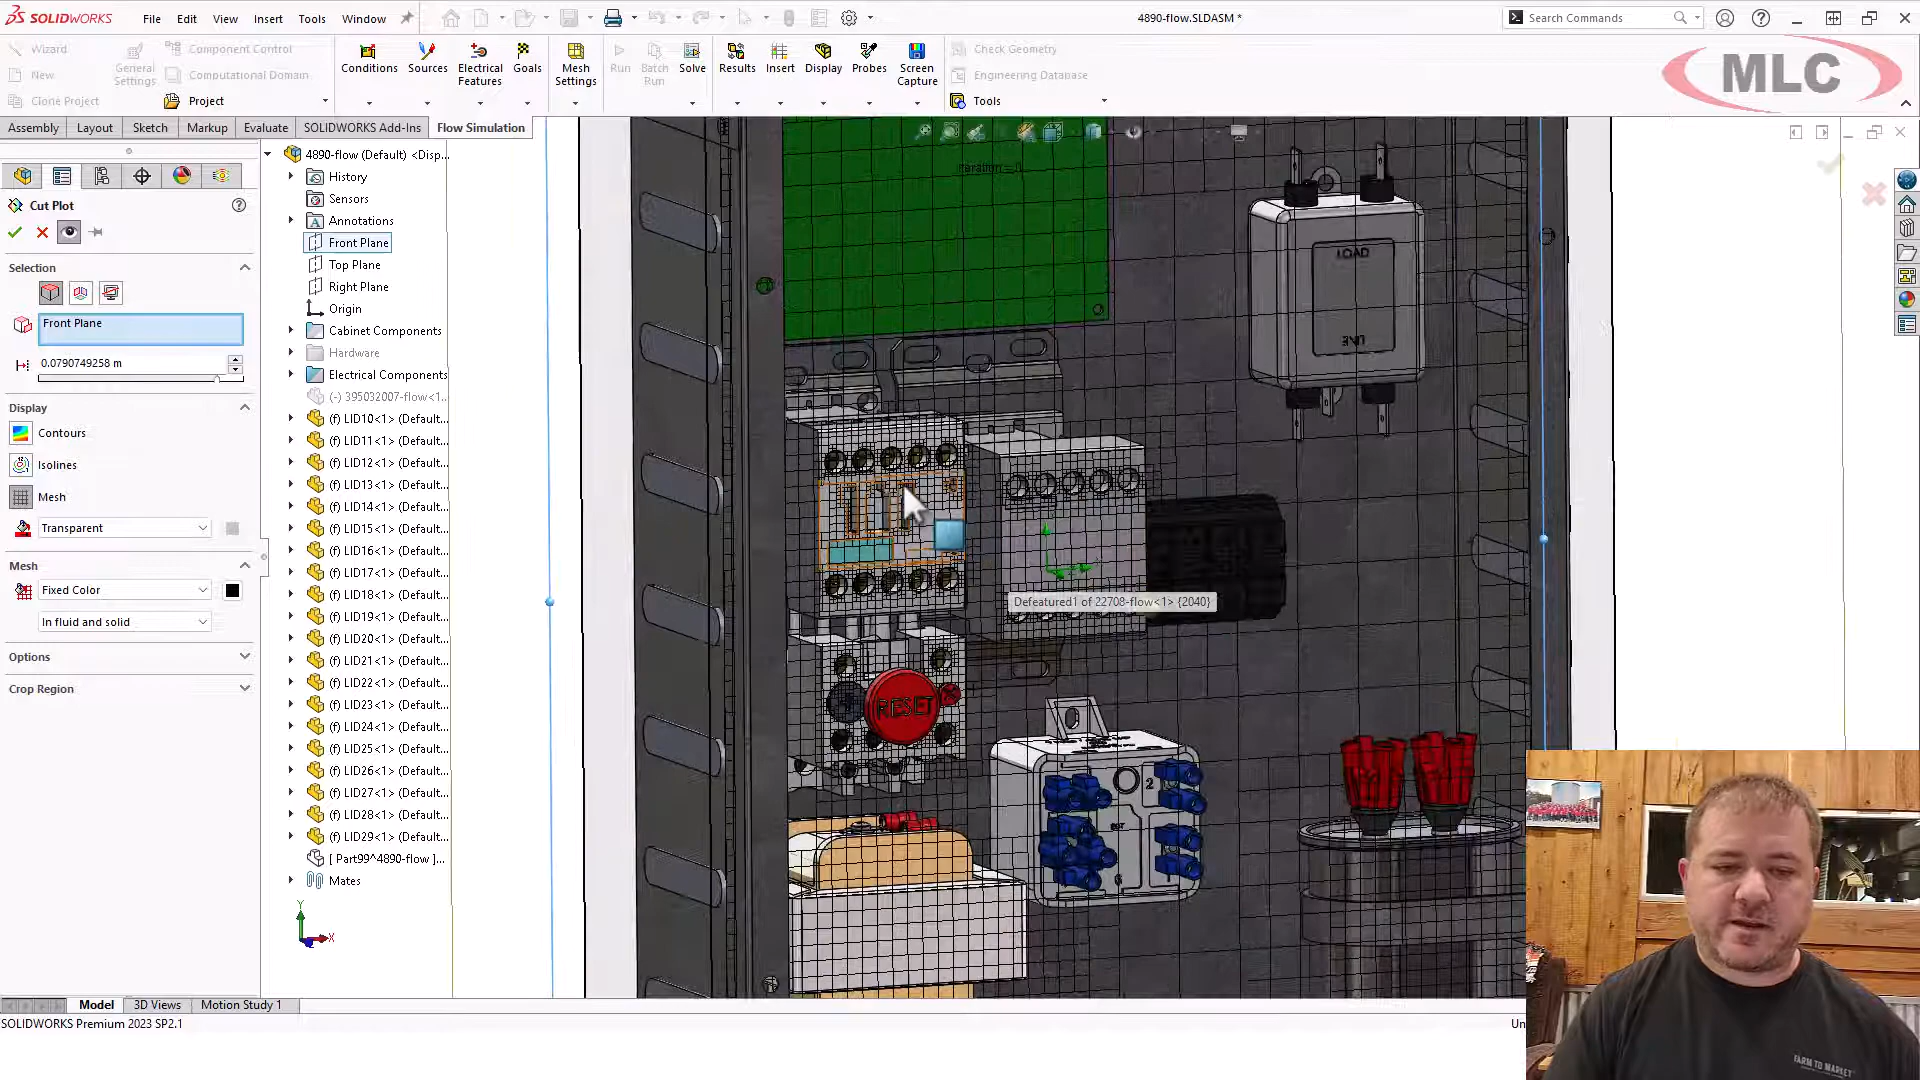 SOLIDWORKS
File
Edit
View
Insert
Tools
Window
4890-flow.SLDASM *
Search Commands
Wizard
New
Clone Project
General Settings
Component Control
Computational Domain
Project
Conditions
Sources
Electrical Features
Goals
Mesh Settings
Run
Batch Run
Solve
Results
Insert
Display
Probes
Screen Capture
Check Geometry
Engineering Database
Tools
MLC
Assembly
Layout
Sketch
Markup
Evaluate
SOLIDWORKS Add-Ins
Flow Simulation
Cut Plot
Selection
Front Plane
0.0790749258 m
Display
Contours
Isolines
Mesh
Transparent
Mesh
Fixed Color
In fluid and solid
Options
Crop Region
4890-flow (Default) <Disp...
History
Sensors
Annotations
Front Plane
Top Plane
Right Plane
Origin
Cabinet Components
Hardware
Electrical Components
(-) 395032007-flow<1...
(f) LID10<1> (Default...
(f) LID11<1> (Default...
(f) LID12<1> (Default...
(f) LID13<1> (Default...
(f) LID14<1> (Default...
(f) LID15<1> (Default...
(f) LID16<1> (Default...
(f) LID17<1> (Default...
(f) LID18<1> (Default...
(f) LID19<1> (Default...
(f) LID20<1> (Default...
(f) LID21<1> (Default...
(f) LID22<1> (Default...
(f) LID23<1> (Default...
(f) LID24<1> (Default...
(f) LID25<1> (Default...
(f) LID26<1> (Default...
(f) LID27<1> (Default...
(f) LID28<1> (Default...
(f) LID29<1> (Default...
[ Part99^4890-flow ]...
Mates
LOAD
LINE
Defeatured1 of 22708-flow<1> {2040}
RESET
2
6
Y
X
Model
3D Views
Motion Study 1
SOLIDWORKS Premium 2023 SP2.1
Un
FARM TO MARKET